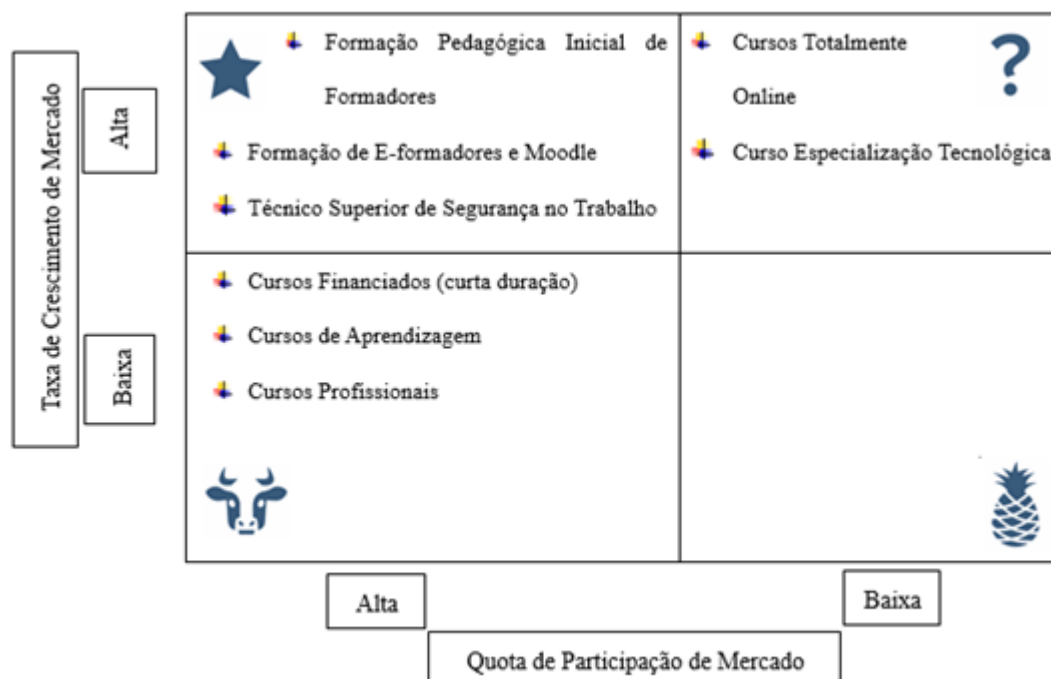 Taxa de Crescimento de Mercado
Alta
Baixa
Formação Pedagógica Inicial de
Formadores
Formação de E-formadores e Moodle
Técnico Superior de Segurança no Trabalho
?
Cursos Totalmente
Online
Curso Especialização Tecnológica
Cursos Financiados (curta duração)
Cursos de Aprendizagem
Cursos Profissionais
Alta
Baixa
Quota de Participação de Mercado